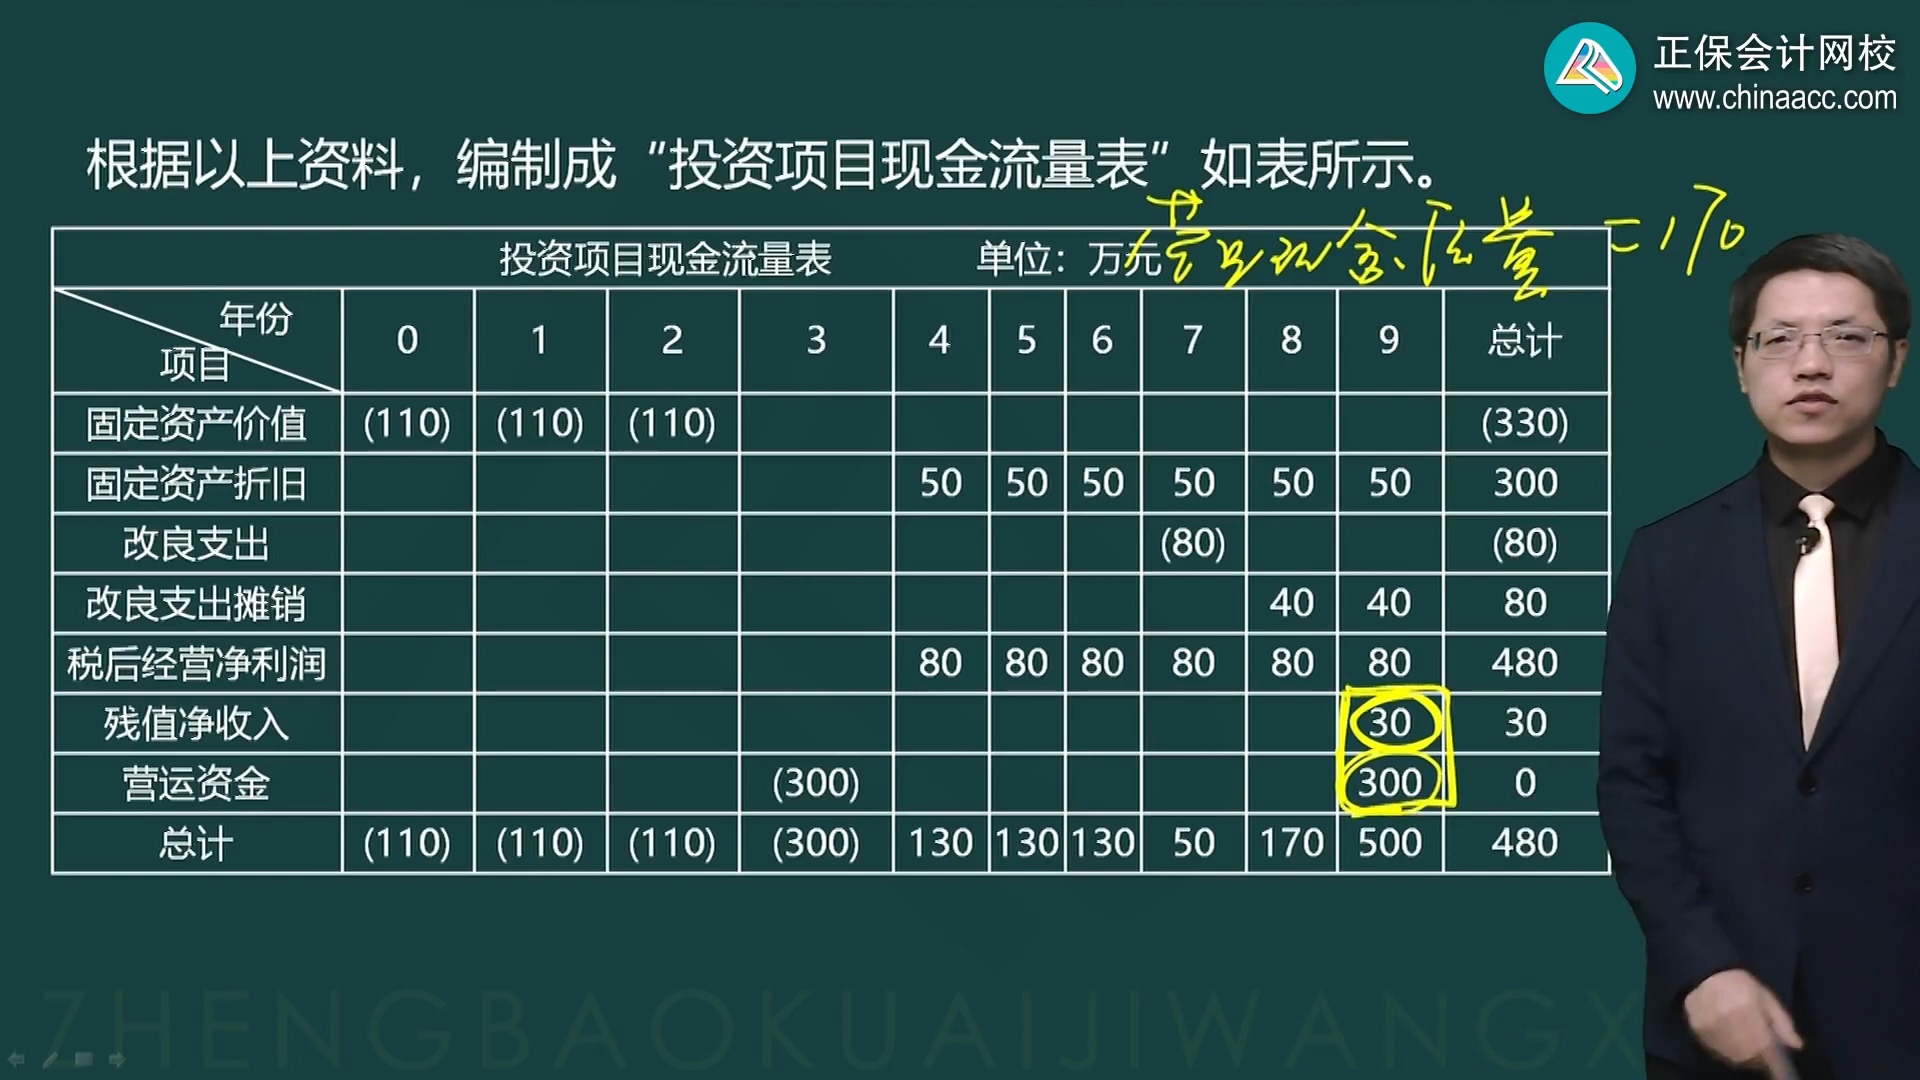 正保会计网校
www.chinaacc.com
根据以上资料，编制成“投资项目现金流量表”如表所示。
营业现金流量 = 170
投资项目现金流量表 单位：万元
年份 项目 0 1 2 3 4 5 6 7 8 9 总计
固定资产价值 (110) (110) (110) (330)
固定资产折旧 50 50 50 50 50 50 300
改良支出 (80) (80)
改良支出摊销 40 40 80
税后经营净利润 80 80 80 80 80 80 480
残值净收入 30 30
营运资金 (300) 300 0
总计 (110) (110) (110) (300) 130 130 130 50 170 500 480
ZHENGBAOKUAIJIWANGX